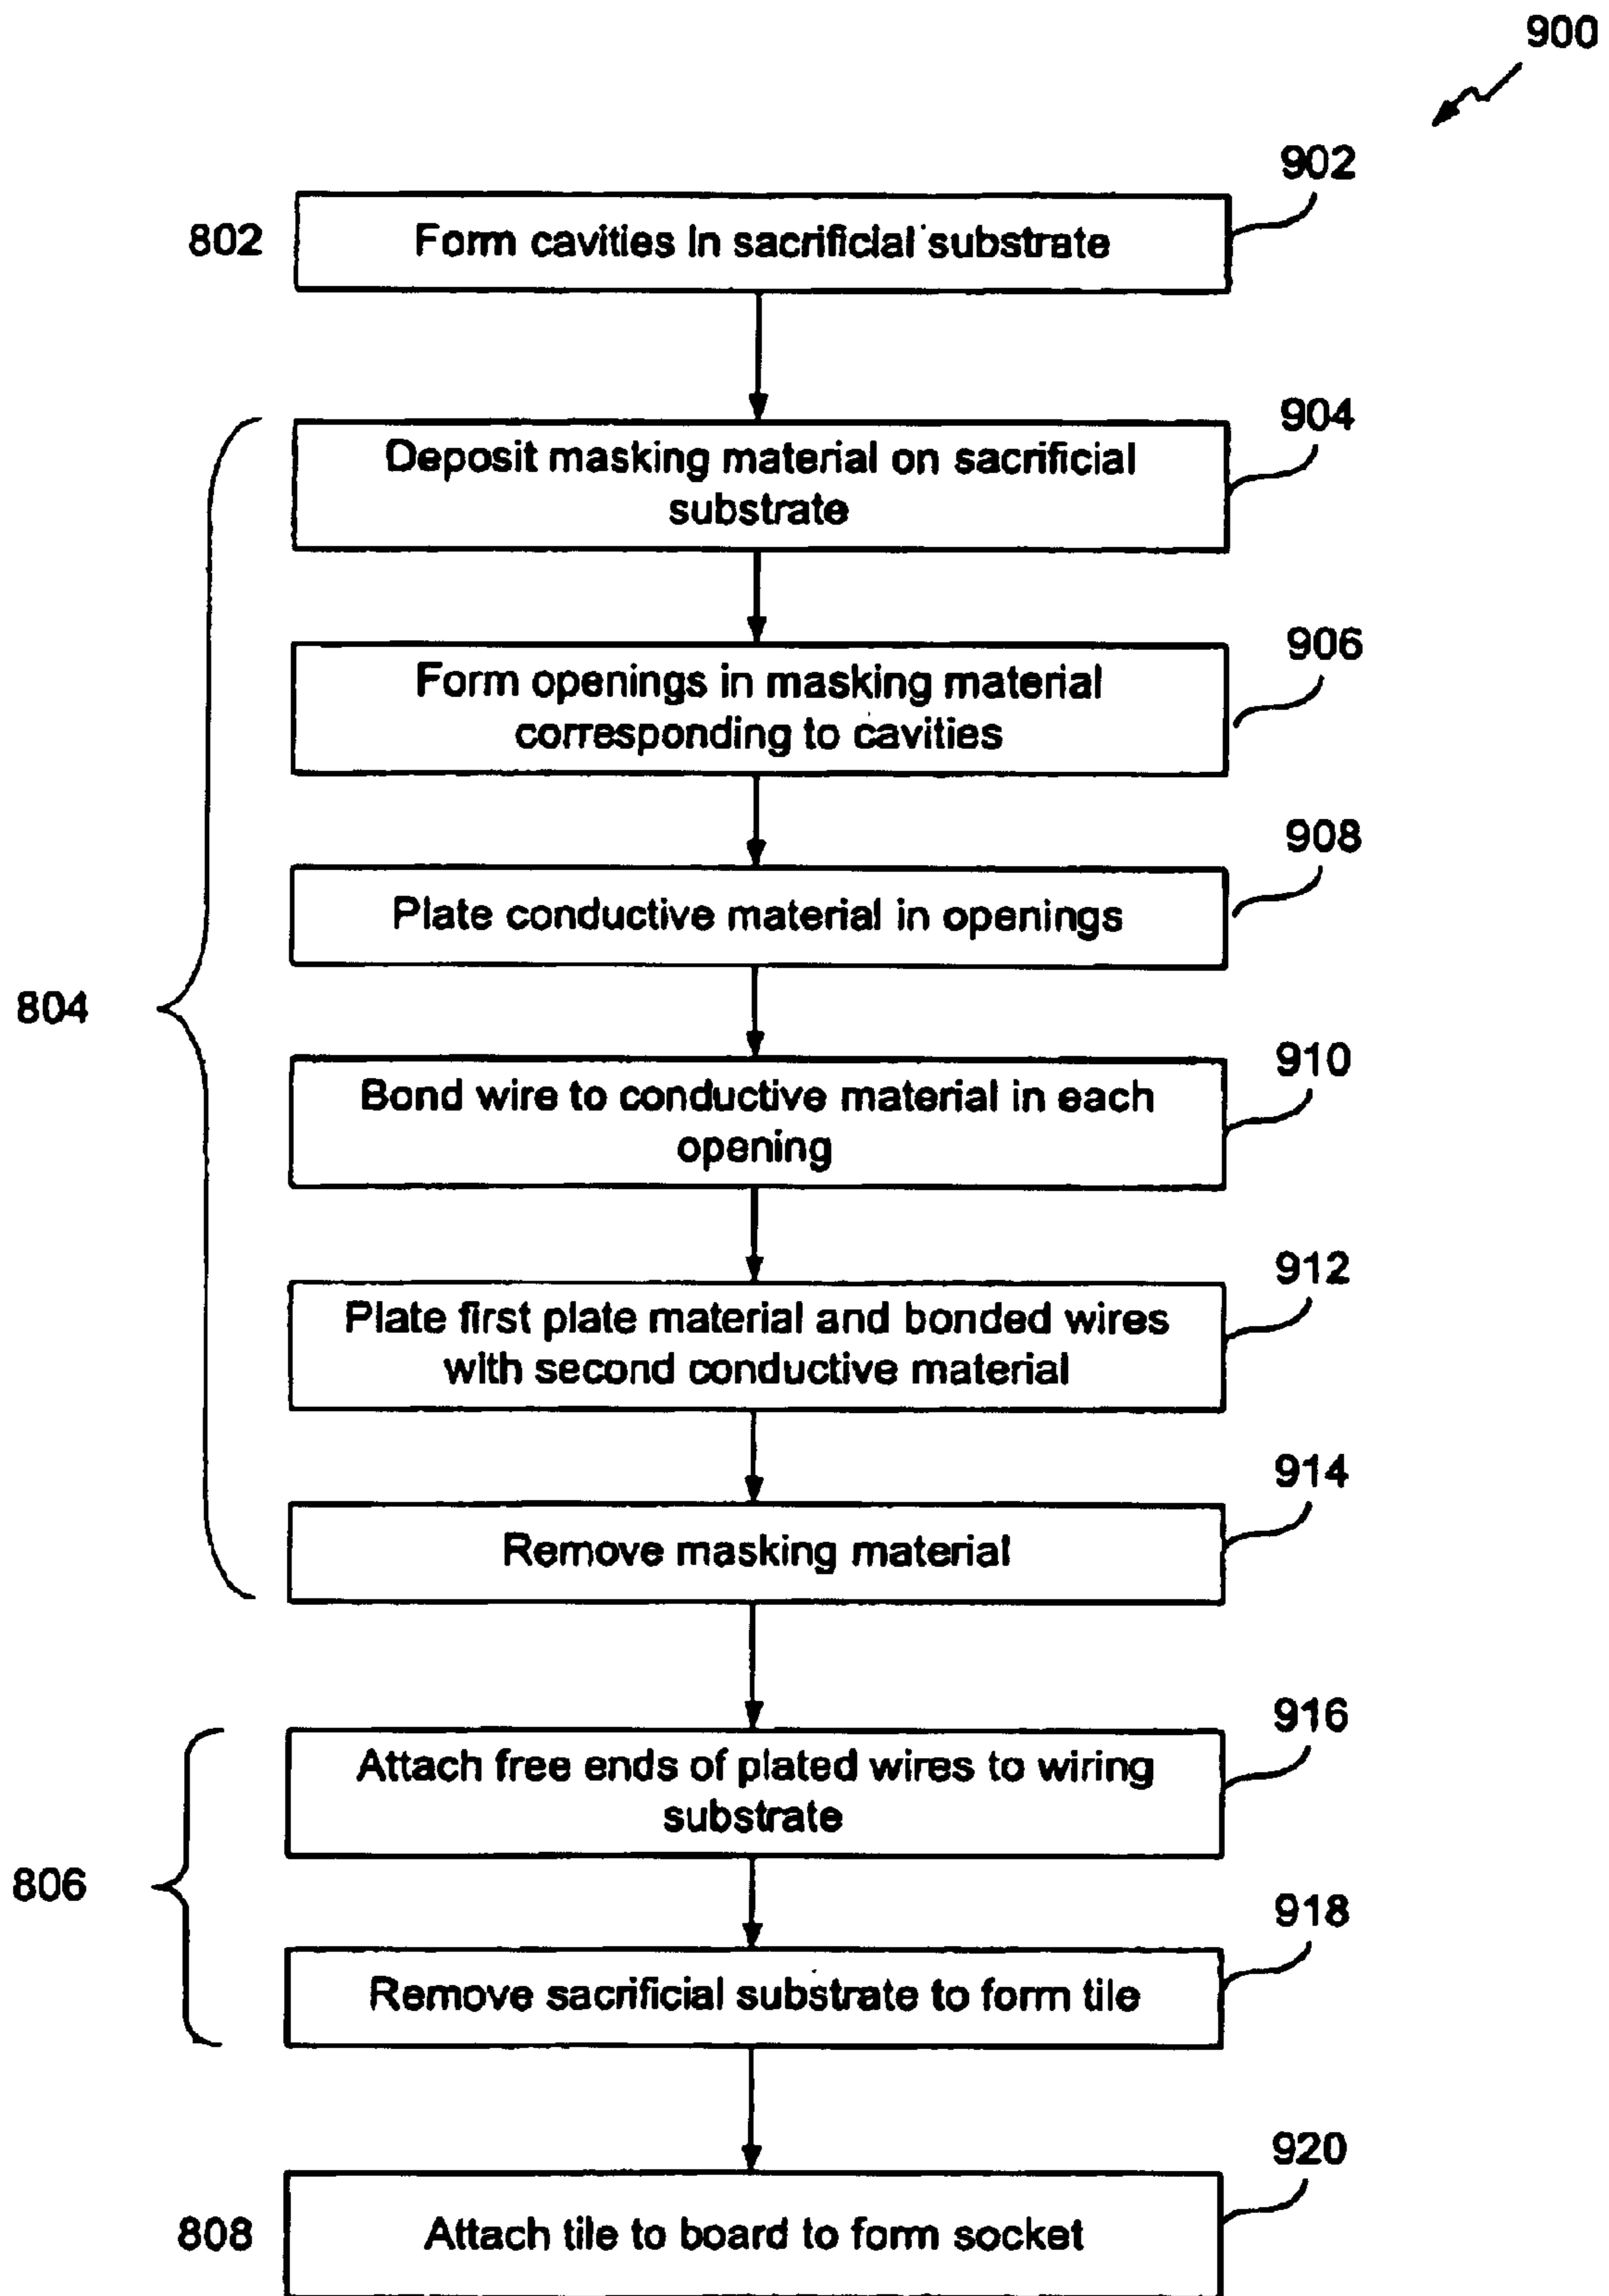 900
902
802
Form cavities in sacrificial substrate
904
Deposit masking material on sacrificial
substrate
906
Form openings in masking material
corresponding to cavities
908
Plate conductive material in openings
804
910
Bond wire to conductive material in each
opening
912
Plate first plate material and bonded wires
with second conductive material
914
Remove masking material
916
Attach free ends of plated wires to wiring
substrate
806
918
Remove sacrificial substrate to form tile
920
808
Attach tile to board to form socket